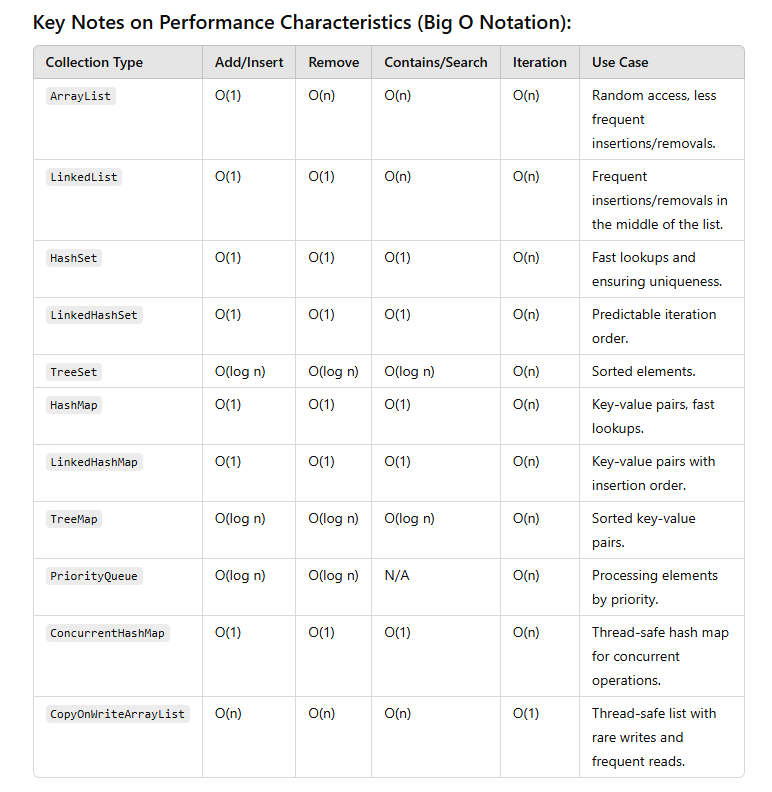 Key Notes on Performance Characteristics (Big O Notation):
Collection Type Add/Insert Remove Contains/Search Iteration Use Case
ArrayList O(1) O(n) O(n) O(n) Random access, less
frequent
insertions/removals.
LinkedList O(1) O(1) O(n) O(n) Frequent
insertions/removals in
the middle of the list.
HashSet O(1) O(1) O(1) O(n) Fast lookups and
ensuring uniqueness.
LinkedHashSet O(1) O(1) O(1) O(n) Predictable iteration
order.
TreeSet O(log n) O(log n) O(log n) O(n) Sorted elements.
HashMap O(1) O(1) O(1) O(n) Key-value pairs, fast
lookups.
LinkedHashMap O(1) O(1) O(1) O(n) Key-value pairs with
insertion order.
TreeMap O(log n) O(log n) O(log n) O(n) Sorted key-value
pairs.
PriorityQueue O(log n) O(log n) N/A O(n) Processing elements
by priority.
ConcurrentHashMap O(1) O(1) O(1) O(n) Thread-safe hash map
for concurrent
operations.
CopyOnWriteArrayList O(n) O(n) O(n) O(1) Thread-safe list with
rare writes and
frequent reads.